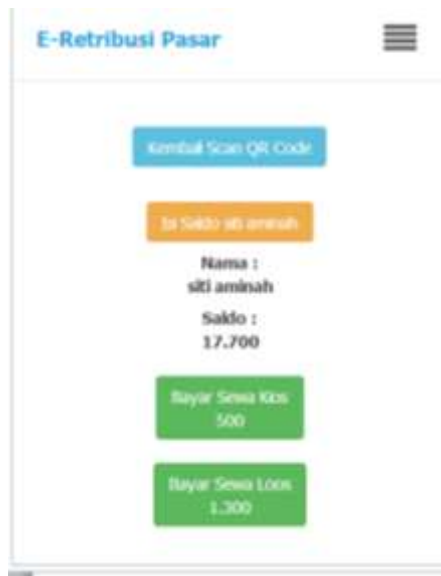 E-Retribusi Pasar
Kembali Scan QR Code
Isi Saldo siti aminah
Nama :
siti aminah
Saldo :
17.700
Bayar Sewa Kios
500
Bayar Sewa Loos
1.300